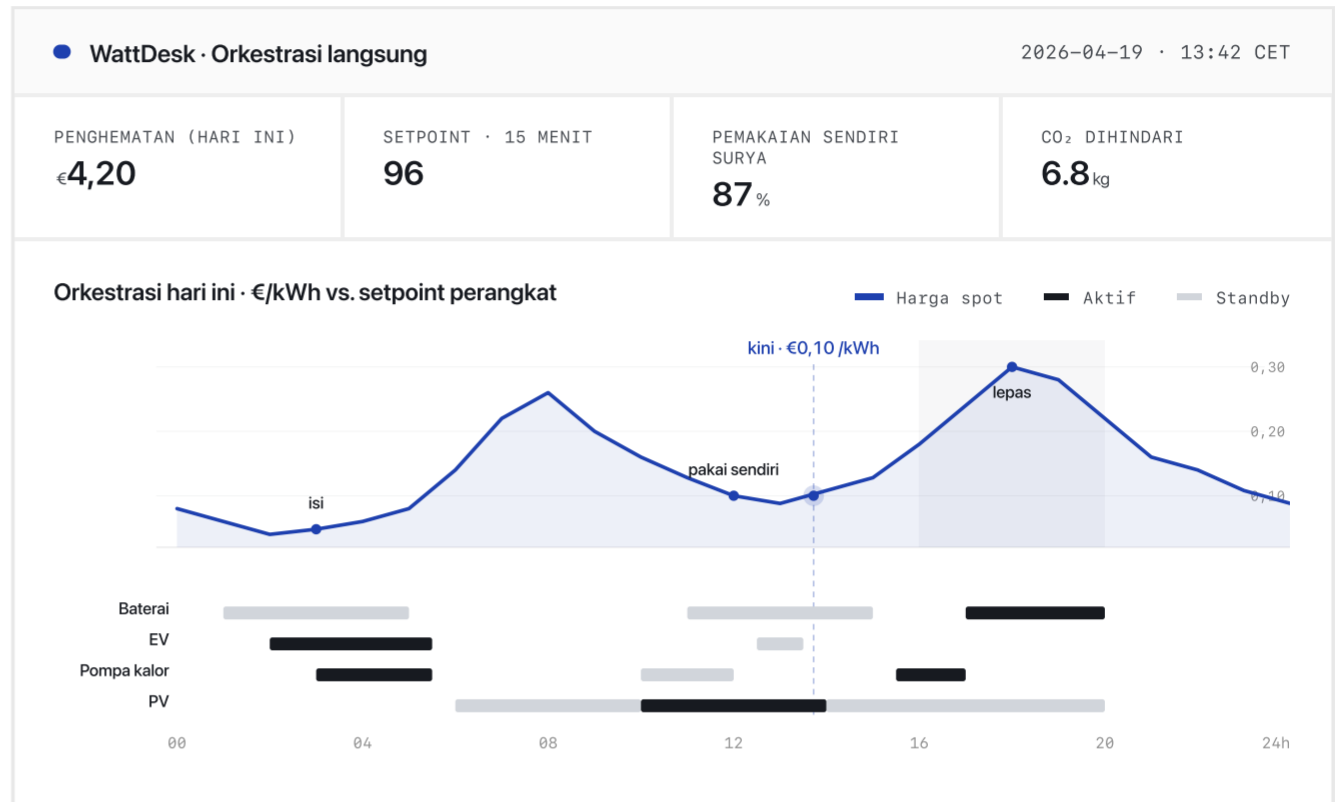 WattDesk · Orkestrasi langsung
2026-04-19 · 13:42 CET
PENGHEMATAN (HARI INI)
€4,20
SETPOINT · 15 MENIT
96
PEMAKAIAN SENDIRI
SURYA
87 %
CO₂ DIHINDARI
6.8 kg
Orkestrasi hari ini · €/kWh vs. setpoint perangkat
Harga spot
Aktif
Standby
kini · €0,10 /kWh
0,30
lepas
0,20
pakai sendiri
isi
0,10
Baterai
EV
Pompa kalor
PV
00 04 08 12 16 20 24h